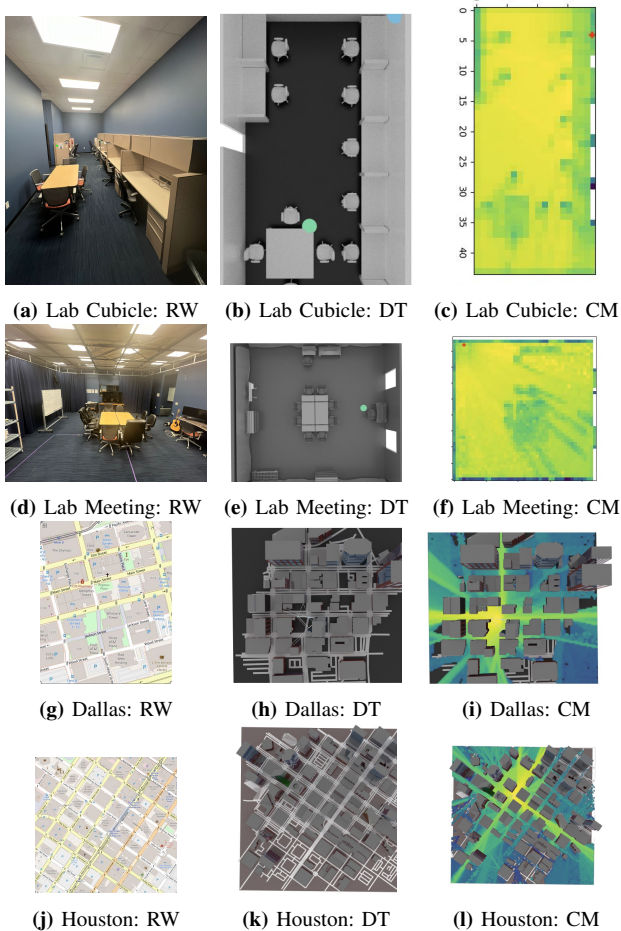 0
5
10
15
20
25
30
35
40
(a) Lab Cubicle: RW (b) Lab Cubicle: DT (c) Lab Cubicle: CM
(d) Lab Meeting: RW (e) Lab Meeting: DT (f) Lab Meeting: CM
(g) Dallas: RW (h) Dallas: DT (i) Dallas: CM
(j) Houston: RW (k) Houston: DT (l) Houston: CM